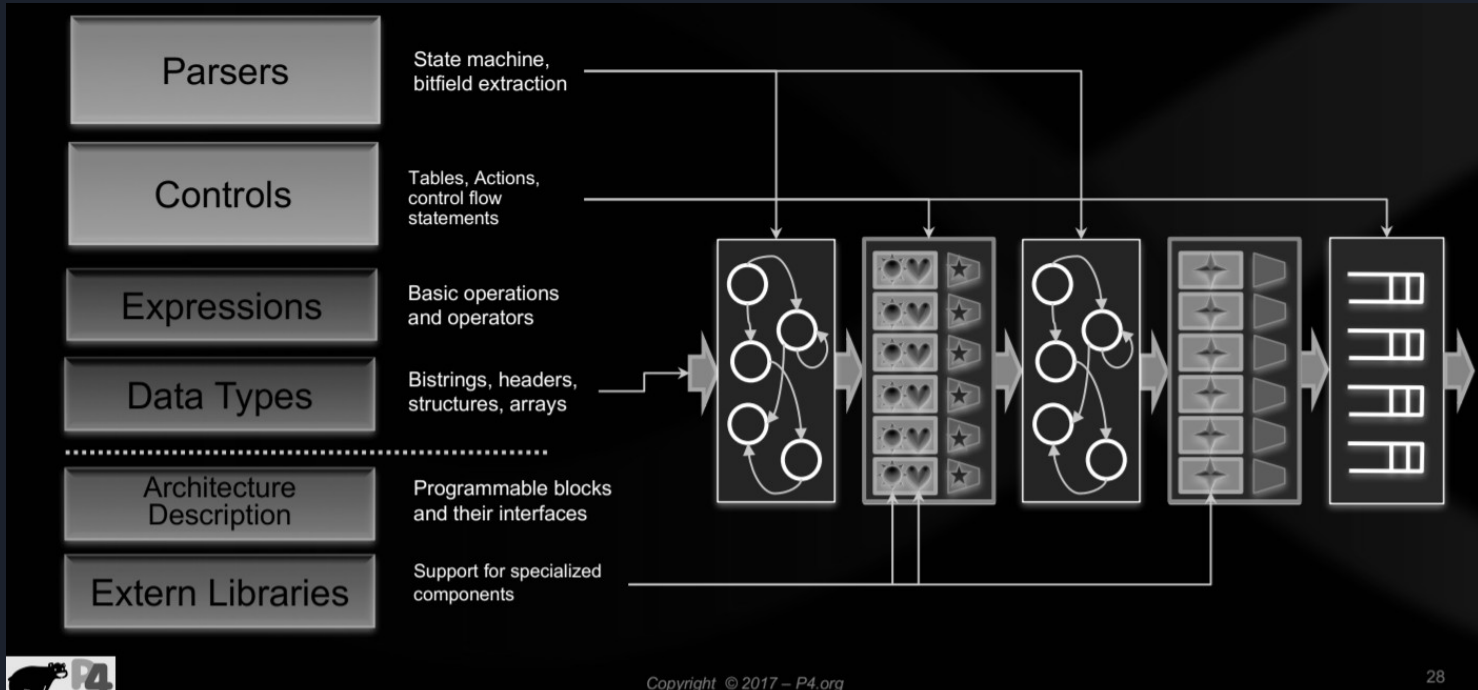 Parsers
State machine,
bitfield extraction
Controls
Tables, Actions,
control flow
statements
Expressions
Basic operations
and operators
Data Types
Bistrings, headers,
structures, arrays
Architecture
Description
Programmable blocks
and their interfaces
Extern Libraries
Support for specialized
components
P4
Copyright © 2017 – P4.org
28